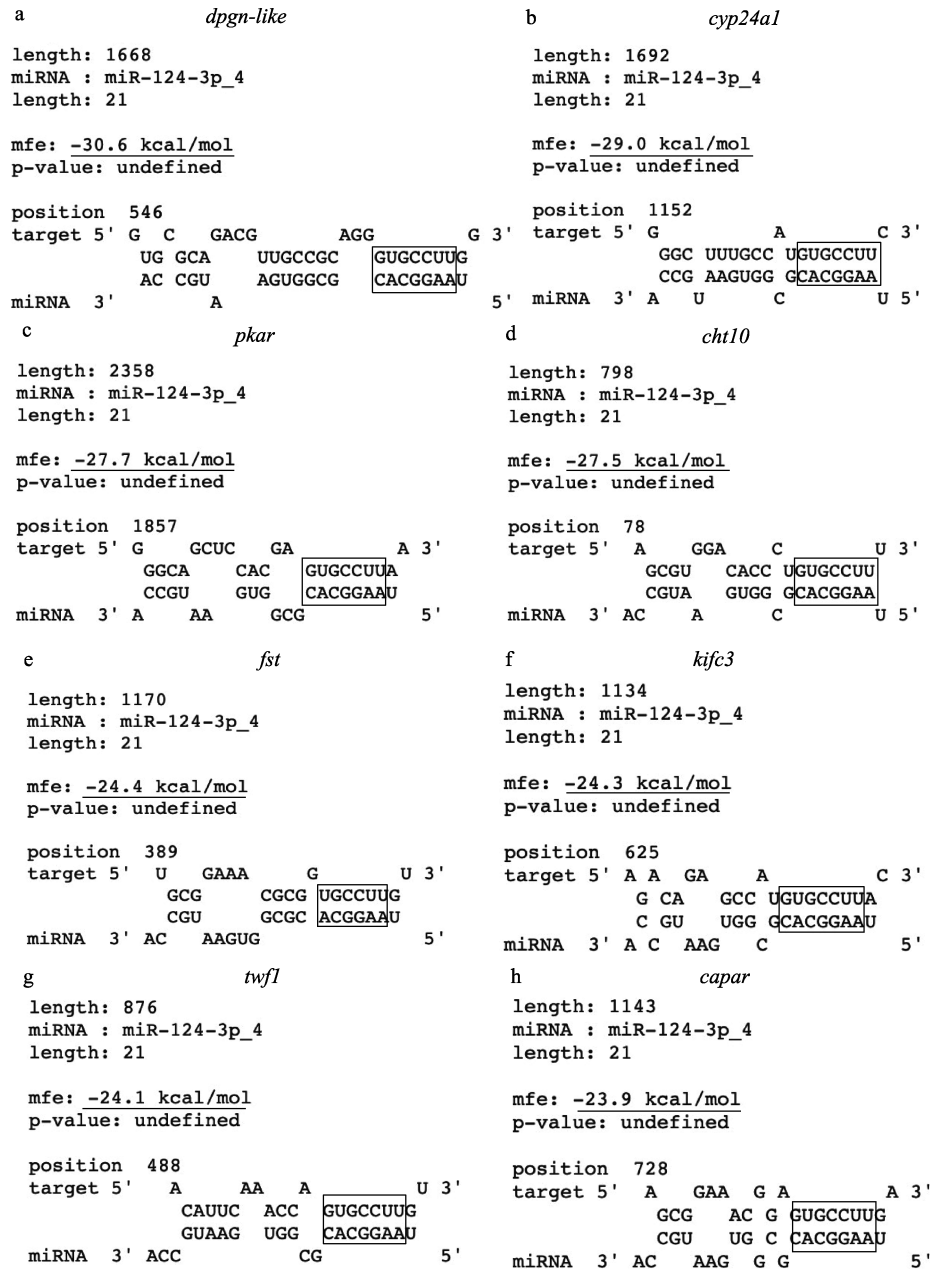 a
dpgn-like
length: 1668
miRNA : miR-124-3p_4
length: 21
mfe: -30.6 kcal/mol
p-value: undefined
position  546
target 5' G  C   GACG       AGG        G 3'
           UG GCA    UUGCCGC   GUGCCUUG
           AC CGU    AGUGGCG   CACGGAAU
miRNA  3'        A                       5'
b
cyp24a1
length: 1692
miRNA : miR-124-3p_4
length: 21
mfe: -29.0 kcal/mol
p-value: undefined
position  1152
target 5' G          A        C 3'
           GGC UUUGCC UGUGCCUU
           CCG AAGUGG GCACGGAA
miRNA  3' A   U      C        U 5'
c
pkar
length: 2358
miRNA : miR-124-3p_4
length: 21
mfe: -27.7 kcal/mol
p-value: undefined
position  1857
target 5' G    GCUC   GA         A 3'
           GGCA    CAC   GUGCCUUA
           CCGU    GUG   CACGGAAU
miRNA  3' A    AA     GCG          5'
d
cht10
length: 798
miRNA : miR-124-3p_4
length: 21
mfe: -27.5 kcal/mol
p-value: undefined
position  78
target 5'  A    GGA    C        U 3'
            GCGU   CACC UGUGCCUU
            CGUA   GUGG GCACGGAA
miRNA  3' AC    A      C        U 5'
e
fst
length: 1170
miRNA : miR-124-3p_4
length: 21
mfe: -24.4 kcal/mol
p-value: undefined
position  389
target 5'  U   GAAA     G       U 3'
            GCG     CGCG UGCCUUG
            CGU     GCGC ACGGAAU
miRNA  3' AC   AAGUG              5'
f
kifc3
length: 1134
miRNA : miR-124-3p_4
length: 21
mfe: -24.3 kcal/mol
p-value: undefined
position  625
target 5' A A  GA    A         C 3'
           G CA   GCC UGUGCCUUA
           C GU   UGG GCACGGAAU
miRNA  3' A C  AAG   C           5'
g
twf1
length: 876
miRNA : miR-124-3p_4
length: 21
mfe: -24.1 kcal/mol
p-value: undefined
position  488
target 5'   A     AA   A         U 3'
             CAUUC  ACC  GUGCCUUG
             GUAAG  UGG  CACGGAAU
miRNA  3' ACC          CG          5'
h
capar
length: 1143
miRNA : miR-124-3p_4
length: 21
mfe: -23.9 kcal/mol
p-value: undefined
position  728
target 5'  A   GAA  G A        A 3'
            GCG   AC G GUGCCUUG
            CGU   UG C CACGGAAU
miRNA  3' AC   AAG  G G          5'